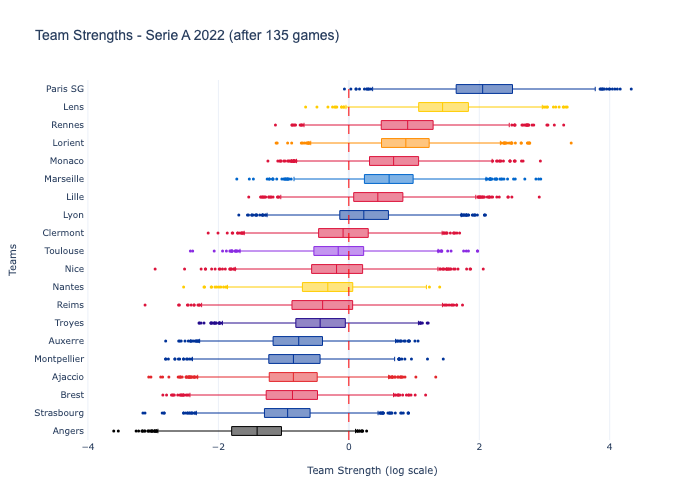 Team Strengths - Serie A 2022 (after 135 games)
Paris SG
Lens
Rennes
Lorient
Monaco
Marseille
Lille
Lyon
Clermont
Toulouse
Nice
Nantes
Reims
Troyes
Auxerre
Montpellier
Ajaccio
Brest
Strasbourg
Angers
Teams
−4 −2 0 2 4
Team Strength (log scale)